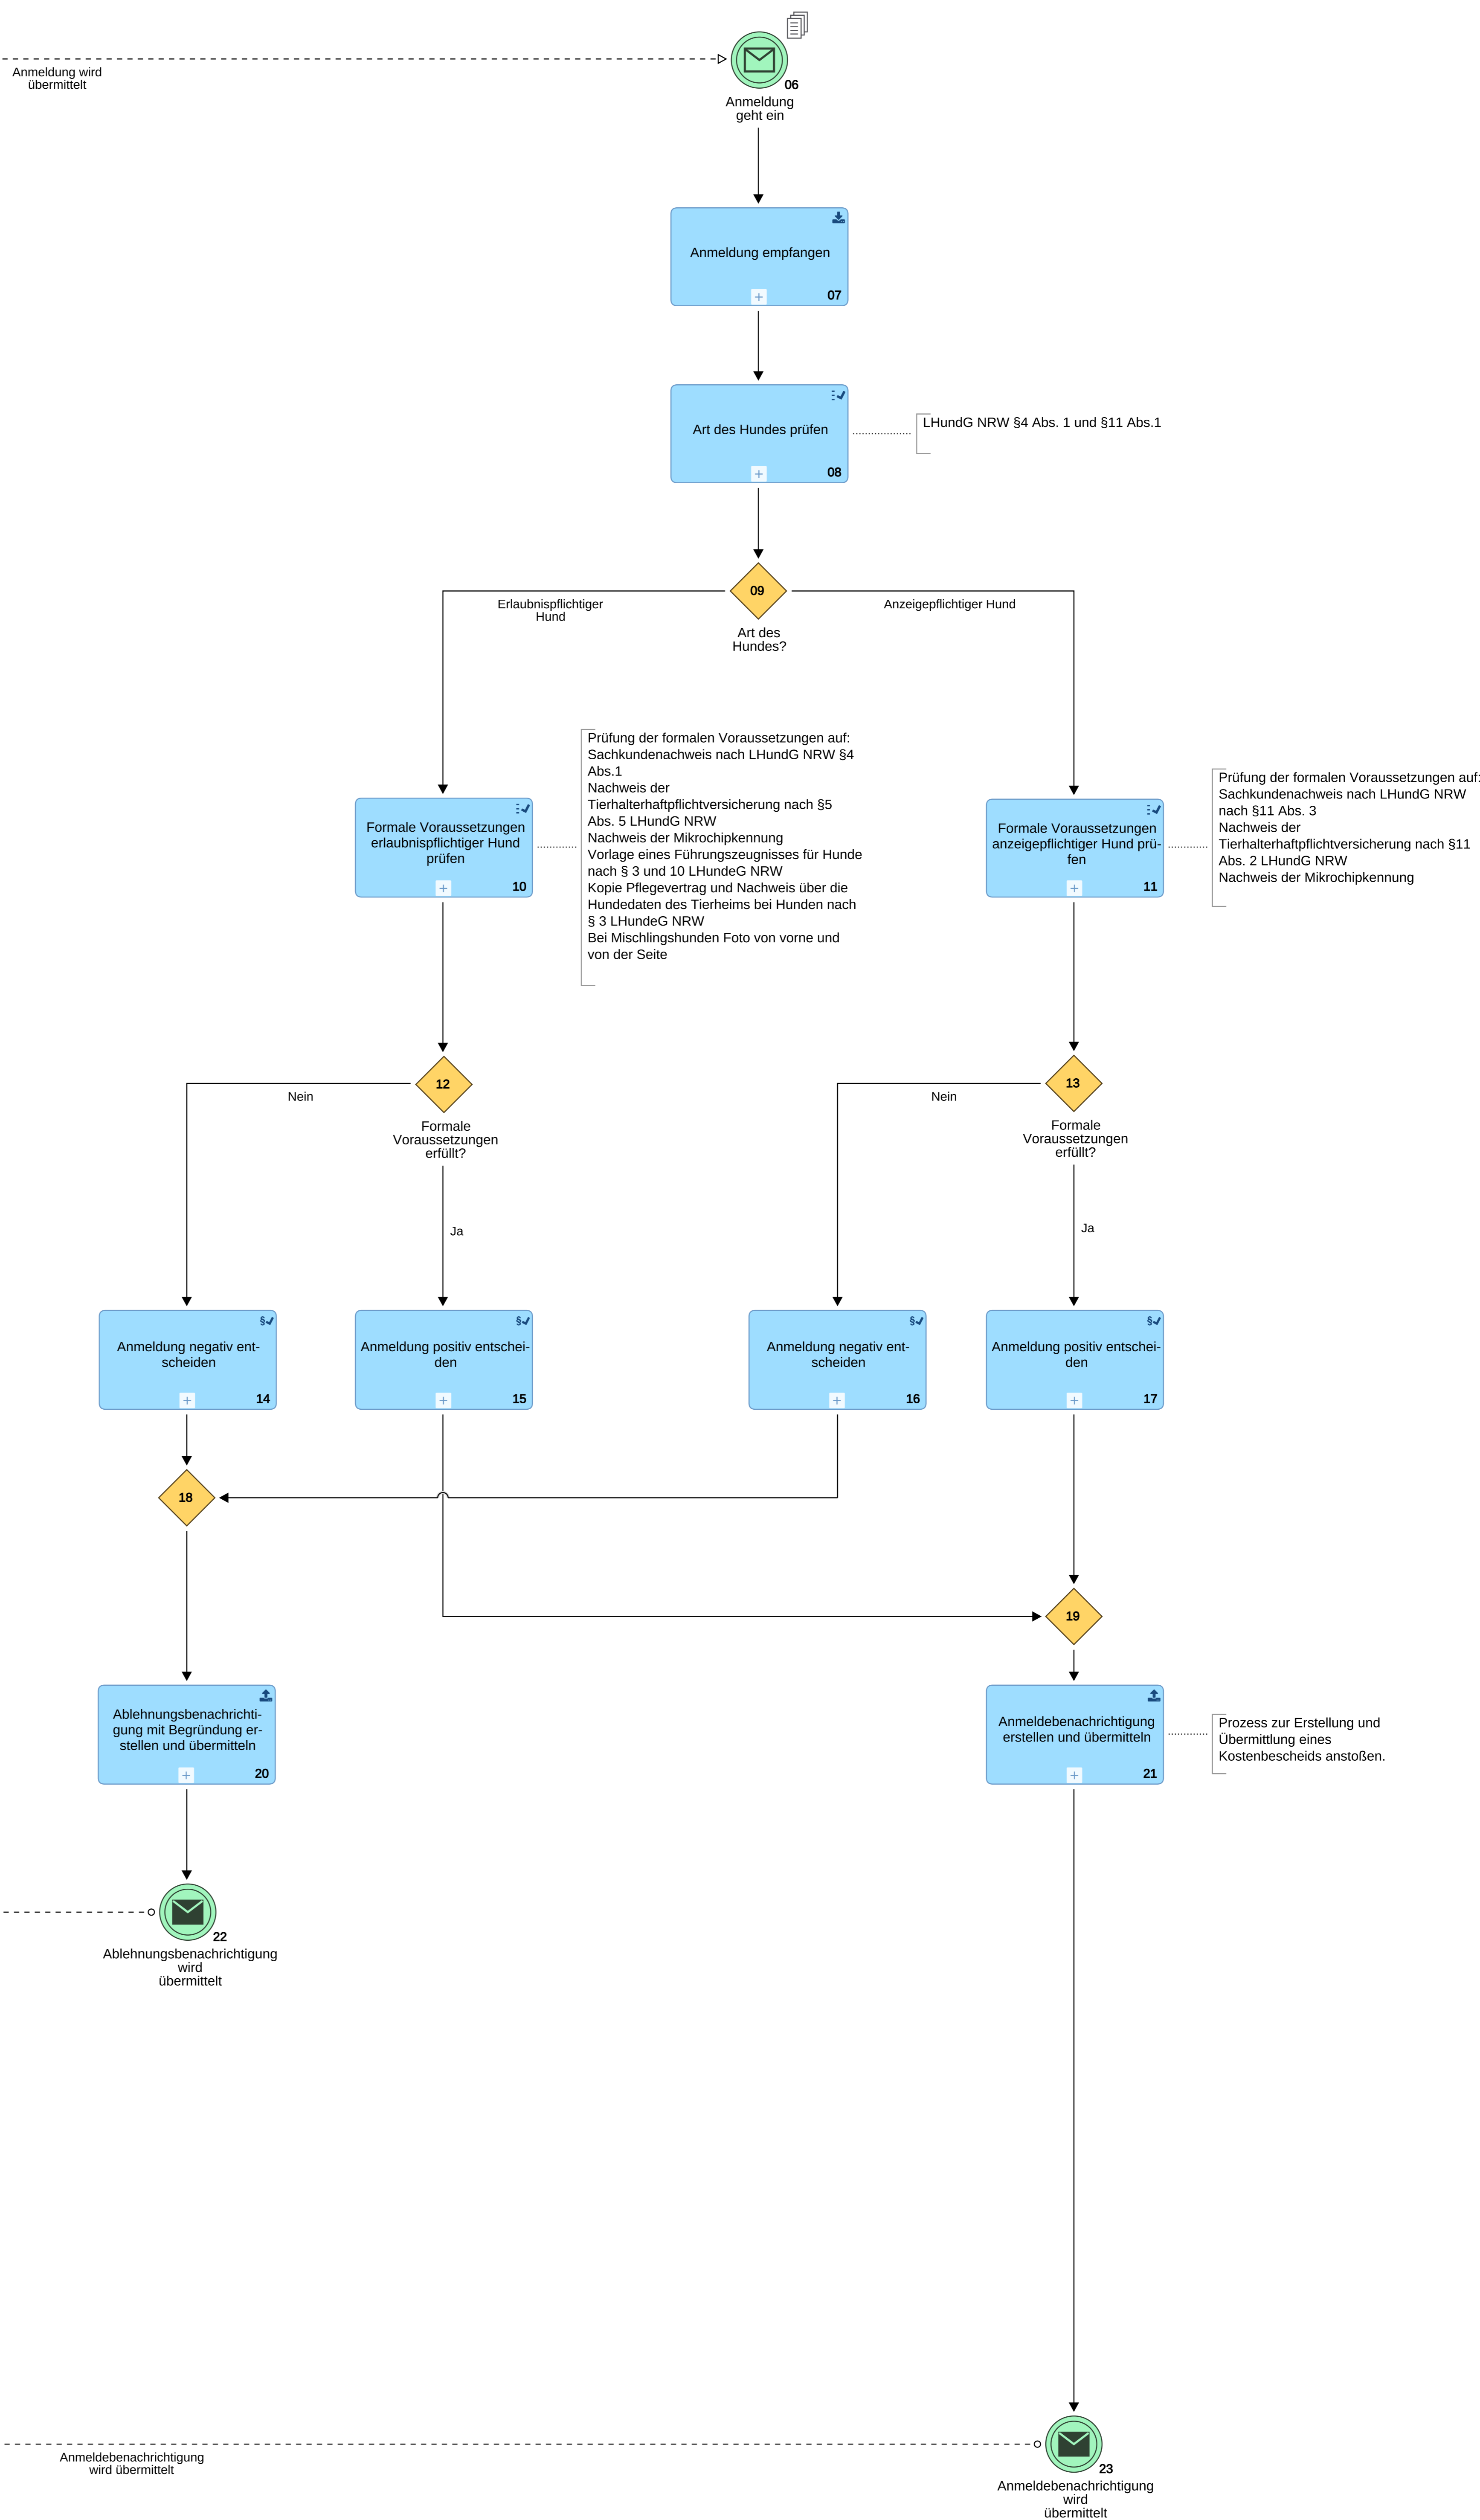 Anmeldung wird
übermittelt
06
Anmeldung
geht ein
Anmeldung empfangen
07
Art des Hundes prüfen
08
LHundG NRW §4 Abs. 1 und §11 Abs.1
09
Erlaubnispflichtiger
Hund
Anzeigepflichtiger Hund
Art des
Hundes?
Formale Voraussetzungen
erlaubnispflichtiger Hund
prüfen
10
Prüfung der formalen Voraussetzungen auf:
Sachkundenachweis nach LHundG NRW §4
Abs.1
Nachweis der
Tierhalterhaftpflichtversicherung nach §5
Abs. 5 LHundG NRW
Nachweis der Mikrochipkennung
Vorlage eines Führungszeugnisses für Hunde
nach § 3 und 10 LHundeG NRW
Kopie Pflegevertrag und Nachweis über die
Hundedaten des Tierheims bei Hunden nach
§ 3 LHundeG NRW
Bei Mischlingshunden Foto von vorne und
von der Seite
Formale Voraussetzungen
anzeigepflichtiger Hund prü-
fen
11
Prüfung der formalen Voraussetzungen auf:
Sachkundenachweis nach LHundG NRW
nach §11 Abs. 3
Nachweis der
Tierhalterhaftpflichtversicherung nach §11
Abs. 2 LHundG NRW
Nachweis der Mikrochipkennung
12
Nein
Formale
Voraussetzungen
erfüllt?
Ja
13
Nein
Formale
Voraussetzungen
erfüllt?
Ja
§
Anmeldung negativ ent-
scheiden
14
§
Anmeldung positiv entschei-
den
15
§
Anmeldung negativ ent-
scheiden
16
§
Anmeldung positiv entschei-
den
17
18
19
Ablehnungsbenachrichti-
gung mit Begründung er-
stellen und übermitteln
20
Anmeldebenachrichtigung
erstellen und übermitteln
21
Prozess zur Erstellung und
Übermittlung eines
Kostenbescheids anstoßen.
22
Ablehnungsbenachrichtigung
wird
übermittelt
Anmeldebenachrichtigung
wird übermittelt
23
Anmeldebenachrichtigung
wird
übermittelt